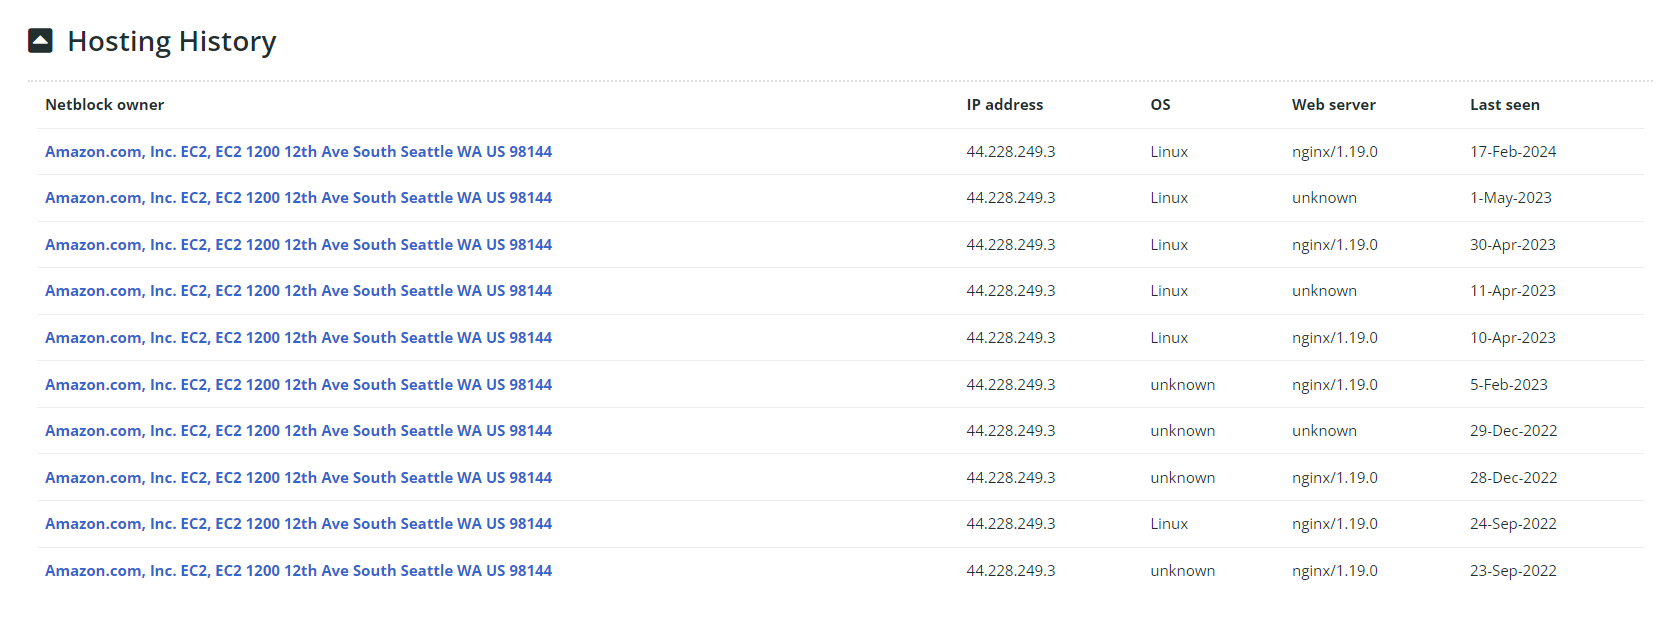 Hosting History
Netblock owner IP address OS Web server Last seen
Amazon.com, Inc. EC2, EC2 1200 12th Ave South Seattle WA US 98144 44.228.249.3 Linux nginx/1.19.0 17-Feb-2024
Amazon.com, Inc. EC2, EC2 1200 12th Ave South Seattle WA US 98144 44.228.249.3 Linux unknown 1-May-2023
Amazon.com, Inc. EC2, EC2 1200 12th Ave South Seattle WA US 98144 44.228.249.3 Linux nginx/1.19.0 30-Apr-2023
Amazon.com, Inc. EC2, EC2 1200 12th Ave South Seattle WA US 98144 44.228.249.3 Linux unknown 11-Apr-2023
Amazon.com, Inc. EC2, EC2 1200 12th Ave South Seattle WA US 98144 44.228.249.3 Linux nginx/1.19.0 10-Apr-2023
Amazon.com, Inc. EC2, EC2 1200 12th Ave South Seattle WA US 98144 44.228.249.3 unknown nginx/1.19.0 5-Feb-2023
Amazon.com, Inc. EC2, EC2 1200 12th Ave South Seattle WA US 98144 44.228.249.3 unknown unknown 29-Dec-2022
Amazon.com, Inc. EC2, EC2 1200 12th Ave South Seattle WA US 98144 44.228.249.3 unknown nginx/1.19.0 28-Dec-2022
Amazon.com, Inc. EC2, EC2 1200 12th Ave South Seattle WA US 98144 44.228.249.3 Linux nginx/1.19.0 24-Sep-2022
Amazon.com, Inc. EC2, EC2 1200 12th Ave South Seattle WA US 98144 44.228.249.3 unknown nginx/1.19.0 23-Sep-2022